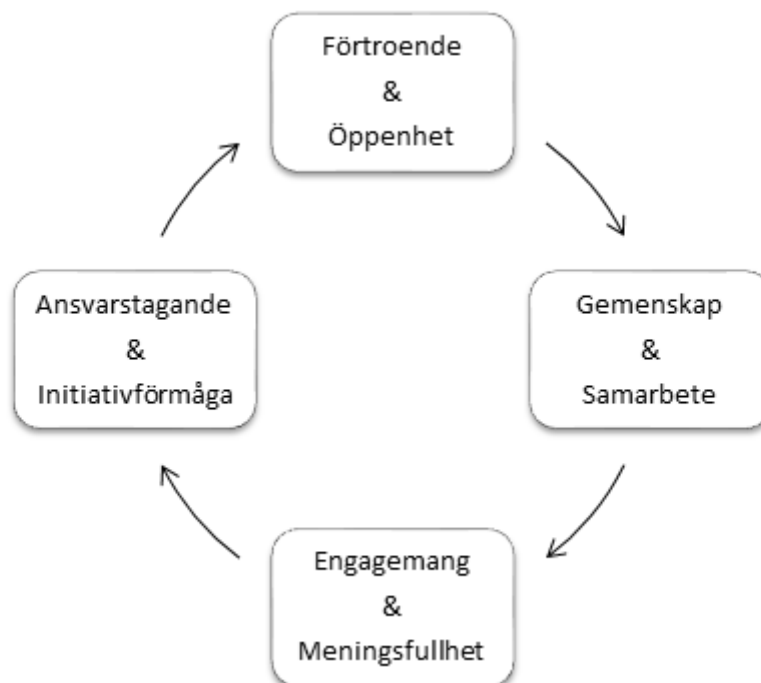 Förtroende
&
Öppenhet
Ansvarstagande
&
Initiativförmåga
Gemenskap
&
Samarbete
Engagemang
&
Meningsfullhet